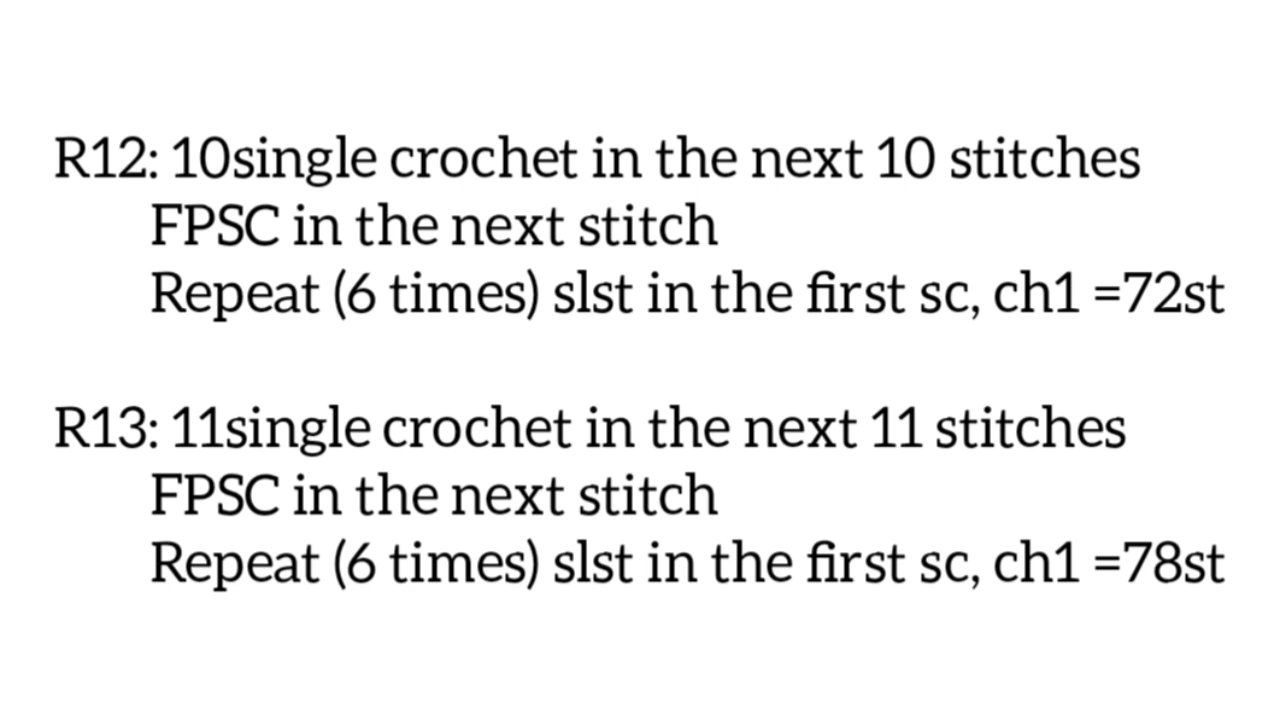 R12: 10single crochet in the next 10 stitches
FPSC in the next stitch
Repeat (6 times) slst in the first sc, ch1 =72st
R13: 11single crochet in the next 11 stitches
FPSC in the next stitch
Repeat (6 times) slst in the first sc, ch1 =78st